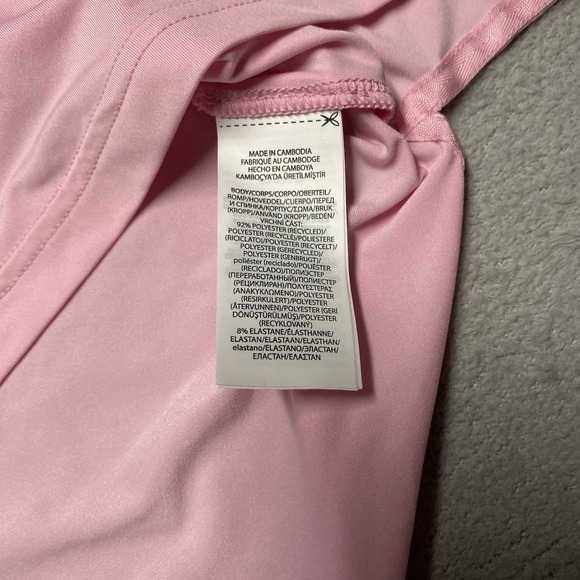 MADE IN CAMBODIA
FABRIQUÉ AU CAMBODGE
HECHO EN CAMBOYA
KAMBOÇYA'DA ÜRETİLMİŞTİR
BODY/CORPS/CORPO/OBERTEIL/
ROMP/HOVEDDEL/CUERPO/ПЕРЕД
И СПИНКА/КОРПУС/ΣΩΜΑ/BRUK
(KROPP)/ANVÄND (KROPP)/BEDEN/
VRCHNÍ ČÁST:
92% POLYESTER (RECYCLED)/
POLYESTER (RECYCLÉ)/POLIESTERE
(RICICLATO)/POLYESTER (RECYCELT)/
POLYESTER (GERECYCLED)/
POLYESTER (GENBRUGT)/
poliéster (reciclado)/POLIÉSTER
(RECICLADO)/ПОЛИЭСТЕР
(ПЕРЕРАБОТАННЫЙ)/ПОЛИЕСТЕР
(РЕЦИКЛИРАН)/ΠΟΛΥΕΣΤΕΡΑΣ
(ΑΝΑΚΥΚΛΩΜΕΝΟ)/POLYESTER
(RESIRKULERT)/POLYESTER
(ÅTERVUNNEN)/POLYESTER (GERİ
DÖNÜŞTÜRÜLMÜŞ)/POLYESTER
(RECYKLOVANÝ)
8% ELASTANE/ÉLASTHANNE/
ELASTAN/ELASTAAN/ELASTHAN/
elastano/ELASTANO/ЭЛАСТАН/
ЕЛАСТАН/ΕΛΑΣΤΑΝ